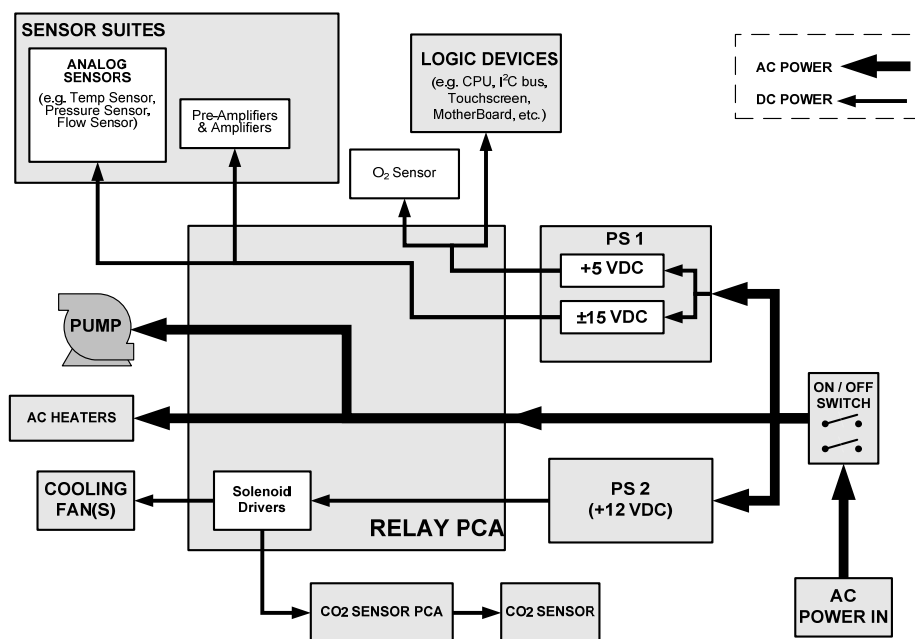 SENSOR SUITES
ANALOG
SENSORS
(e.g. Temp Sensor,
Pressure Sensor,
Flow Sensor)
Pre-Amplifiers
& Amplifiers
LOGIC DEVICES
(e.g. CPU, I²C bus,
Touchscreen,
MotherBoard, etc.)
O₂ Sensor
AC POWER
DC POWER
PS 1
+5 VDC
±15 VDC
PUMP
AC HEATERS
ON / OFF
SWITCH
COOLING
FAN(S)
Solenoid
Drivers
PS 2
(+12 VDC)
RELAY PCA
CO2 SENSOR PCA
CO2 SENSOR
AC
POWER IN